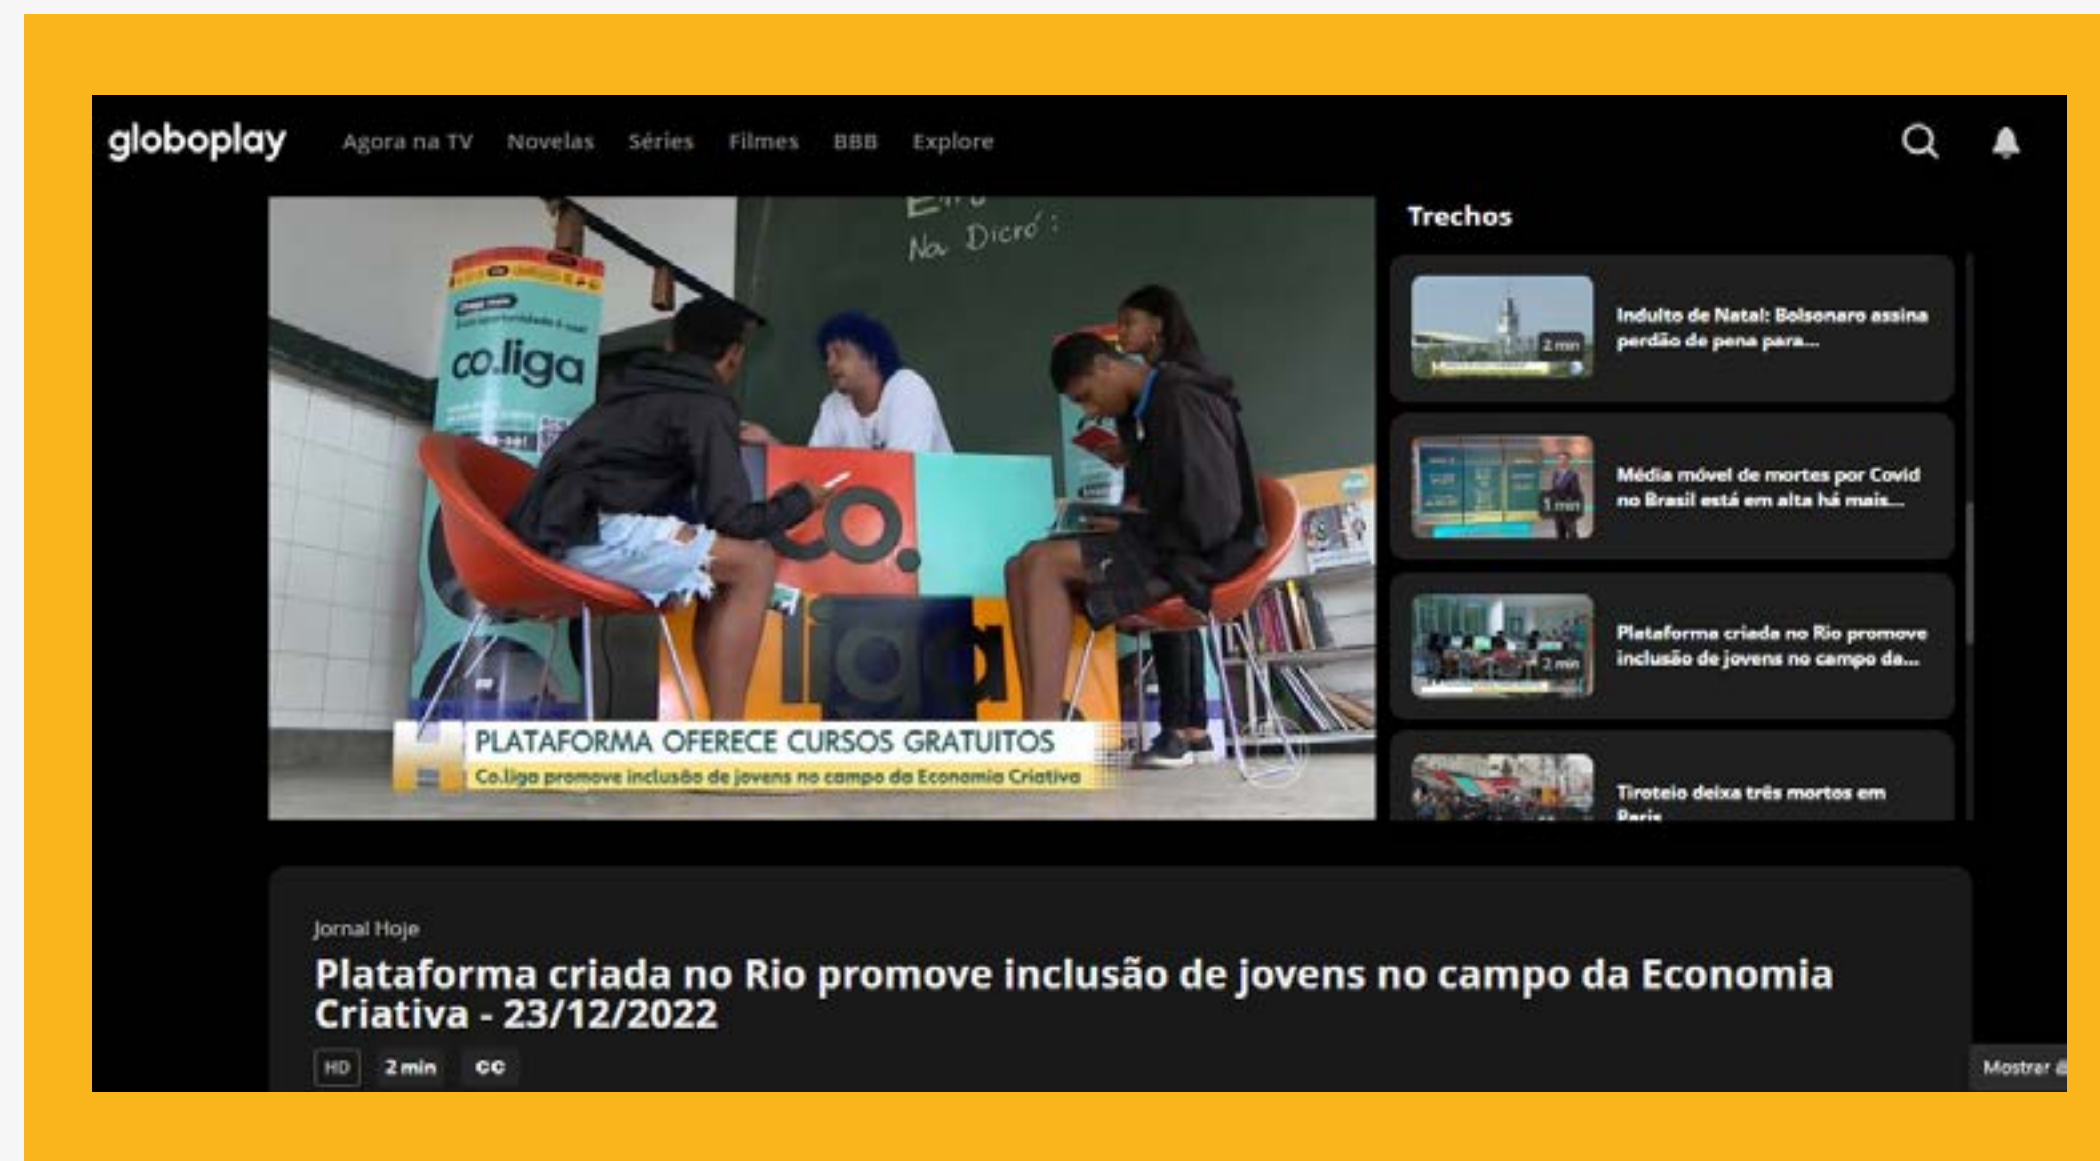 globoplay
Agora na TV Novelas Séries Filmes BBB Explore
Na Dicró:
co.liga
co.
liga
PLATAFORMA OFERECE CURSOS GRATUITOS
Co.liga promove inclusão de jovens no campo da Economia Criativa
Trechos
2 min
Indulto de Natal: Bolsonaro assina
perdão de pena para...
1 min
Média móvel de mortes por Covid
no Brasil está em alta há mais...
2 min
Plataforma criada no Rio promove
inclusão de jovens no campo da...
Tiroteio deixa três mortos em
Paris
Jornal Hoje
Plataforma criada no Rio promove inclusão de jovens no campo da Economia
Criativa - 23/12/2022
HD 2 min CC
Mostrar